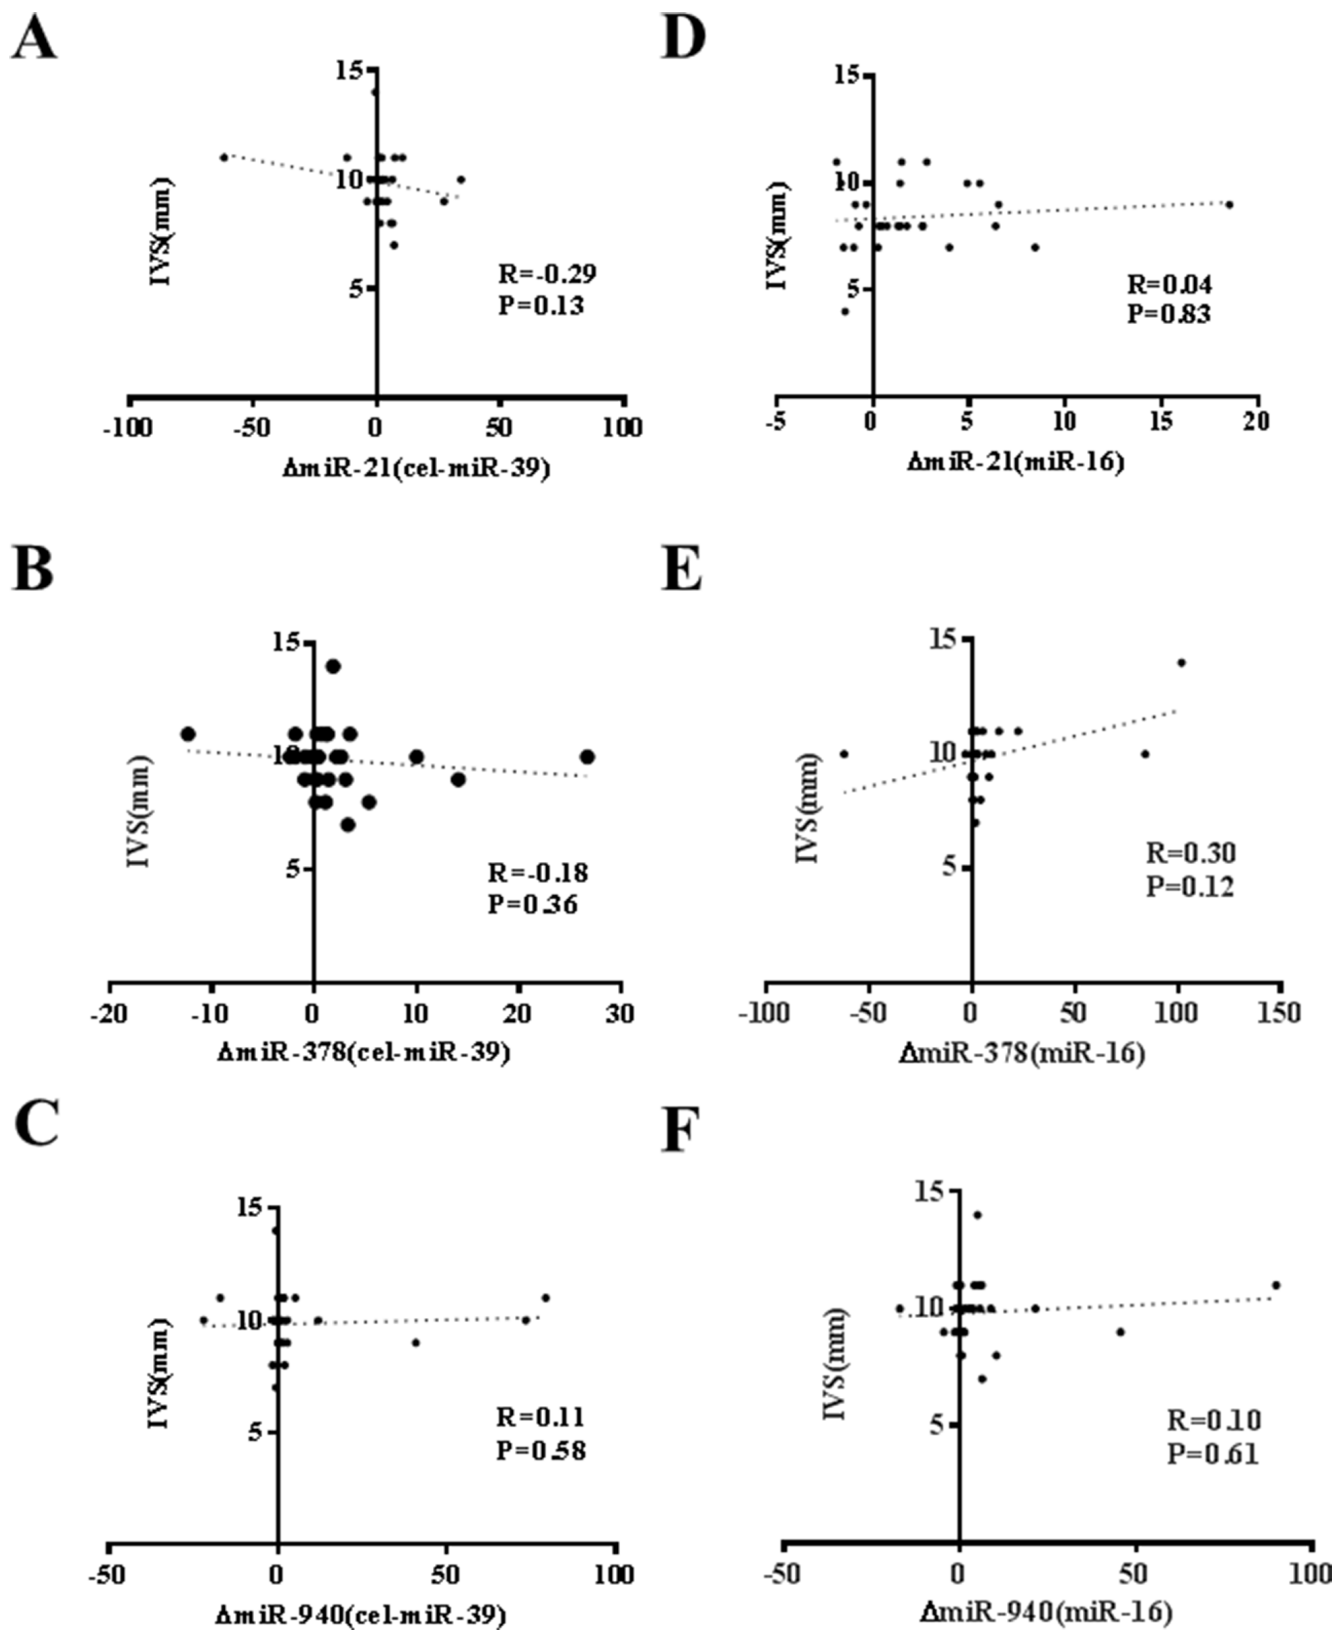 A
15
10
5
IVS(mm)
R=-0.29
P=0.13
-100 -50 0 50 100
ΔmiR-21(cel-miR-39)
D
15
10
5
IVS(mm)
R=0.04
P=0.83
-5 0 5 10 15 20
ΔmiR-21(miR-16)
B
15
10
5
IVS(mm)
R=-0.18
P=0.36
-20 -10 0 10 20 30
ΔmiR-378(cel-miR-39)
E
15
10
5
IVS(mm)
R=0.30
P=0.12
-100 -50 0 50 100 150
ΔmiR-378(miR-16)
C
15
10
5
IVS(mm)
R=0.11
P=0.58
-50 0 50 100
ΔmiR-940(cel-miR-39)
F
15
10
5
IVS(mm)
R=0.10
P=0.61
-50 0 50 100
ΔmiR-940(miR-16)